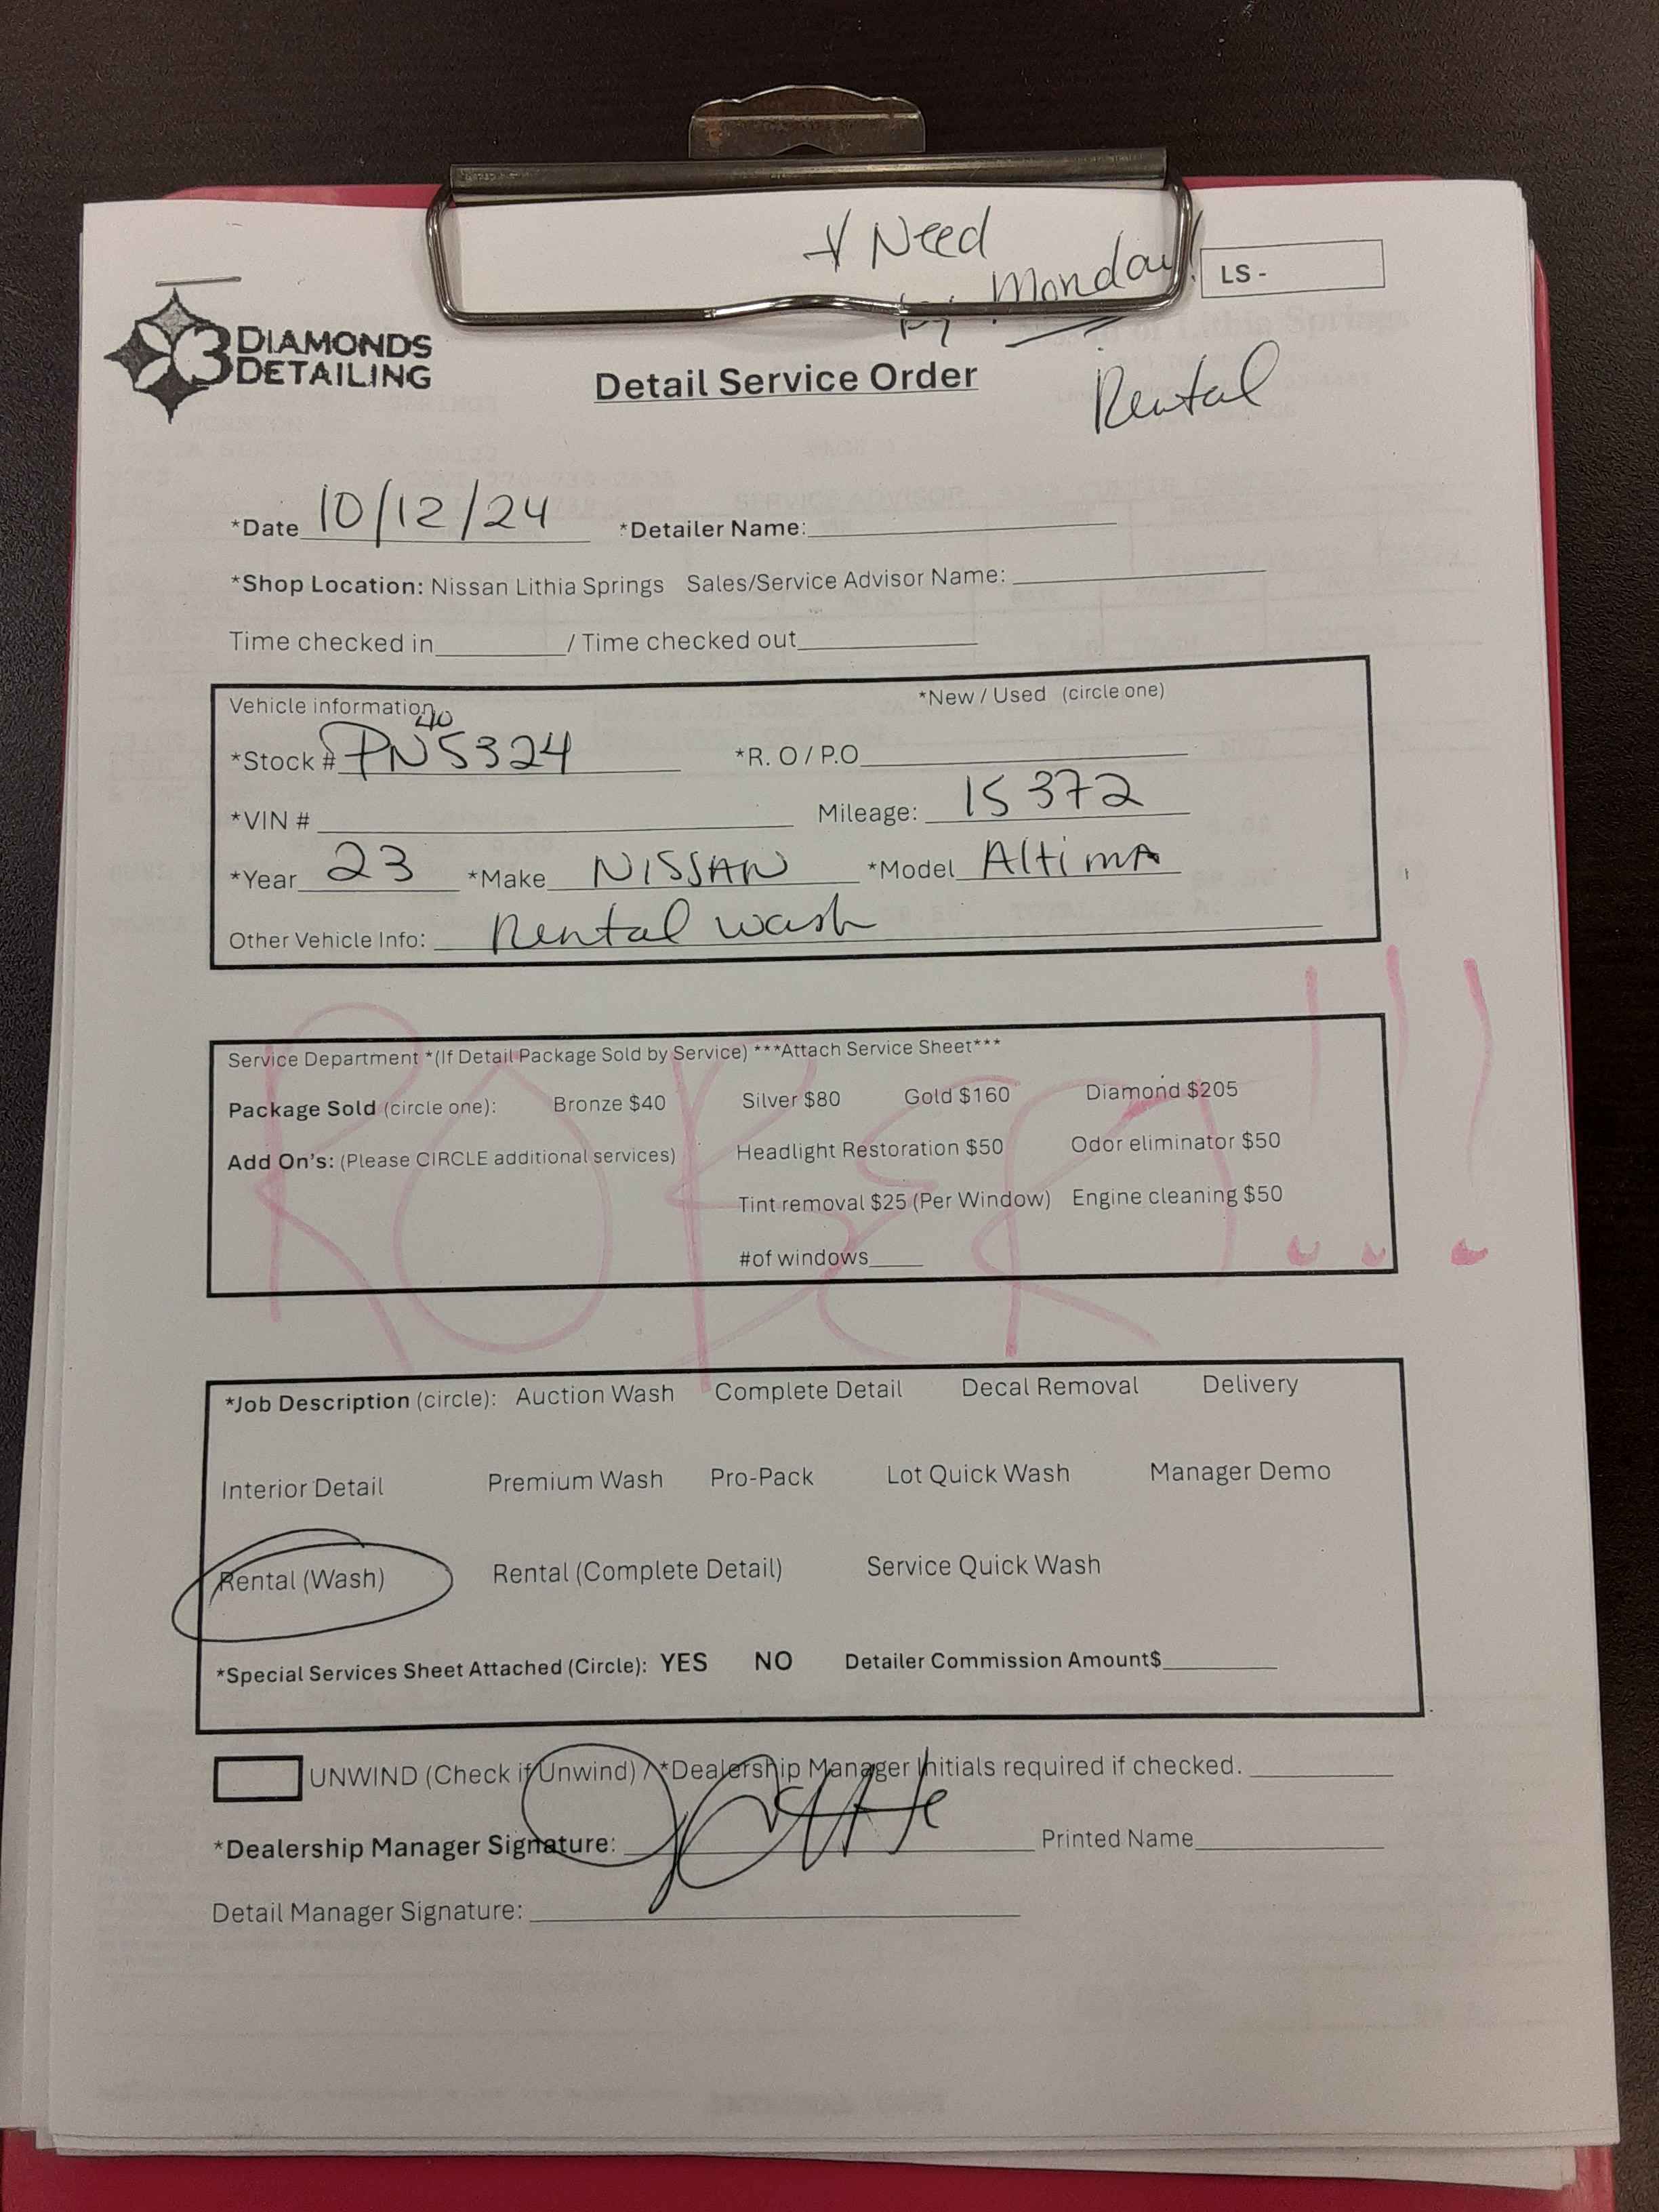 * Need
by: Monday!
LS -
3 DIAMONDS
DETAILING
Detail Service Order
Rental
*Date 10/12/24 *Detailer Name:
*Shop Location: Nissan Lithia Springs Sales/Service Advisor Name:
Time checked in / Time checked out
Vehicle information *New / Used (circle one)
40
*Stock # PN5324 *R. O / P.O
*VIN # Mileage: 15372
*Year 23 *Make NISSAN *Model AltimA
Other Vehicle Info: Rental wash
Service Department *(If Detail Package Sold by Service) ***Attach Service Sheet***
Package Sold (circle one): Bronze $40 Silver $80 Gold $160 Diamond $205
Add On's: (Please CIRCLE additional services) Headlight Restoration $50 Odor eliminator $50
Tint removal $25 (Per Window) Engine cleaning $50
#of windows
*Job Description (circle): Auction Wash Complete Detail Decal Removal Delivery
Interior Detail Premium Wash Pro-Pack Lot Quick Wash Manager Demo
Rental (Wash) Rental (Complete Detail) Service Quick Wash
*Special Services Sheet Attached (Circle): YES NO Detailer Commission Amount$
UNWIND (Check if Unwind) / *Dealership Manager Initials required if checked.
*Dealership Manager Signature: Printed Name
Detail Manager Signature: